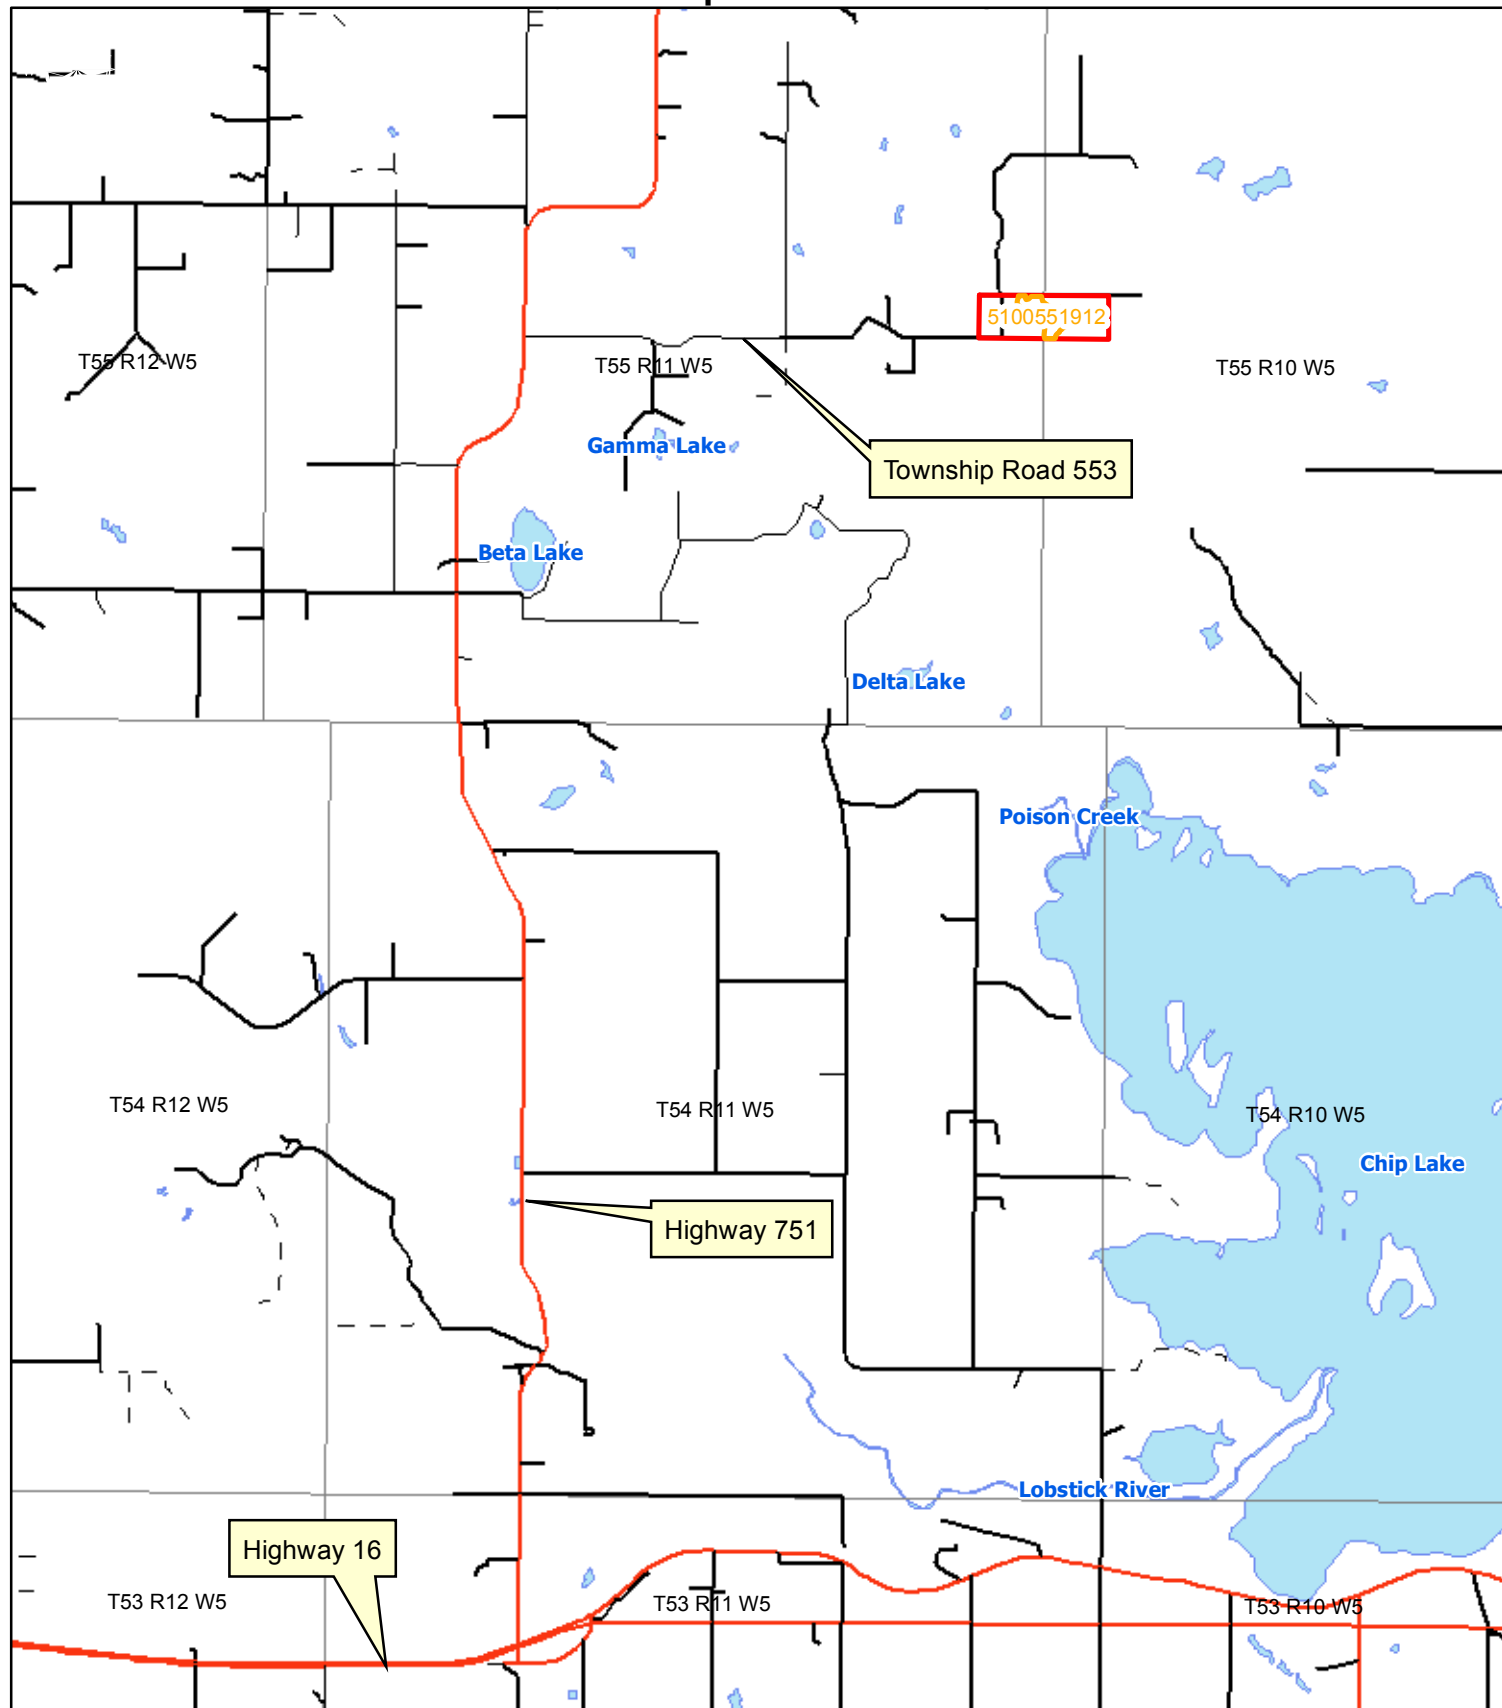 5100551912
T55 R12 W5
T55 R11 W5
T55 R10 W5
Gamma Lake
Township Road 553
Beta Lake
Delta Lake
Poison Creek
T54 R12 W5
T54 R11 W5
T54 R10 W5
Chip Lake
Highway 751
Lobstick River
Highway 16
T53 R12 W5
T53 R11 W5
T53 R10 W5